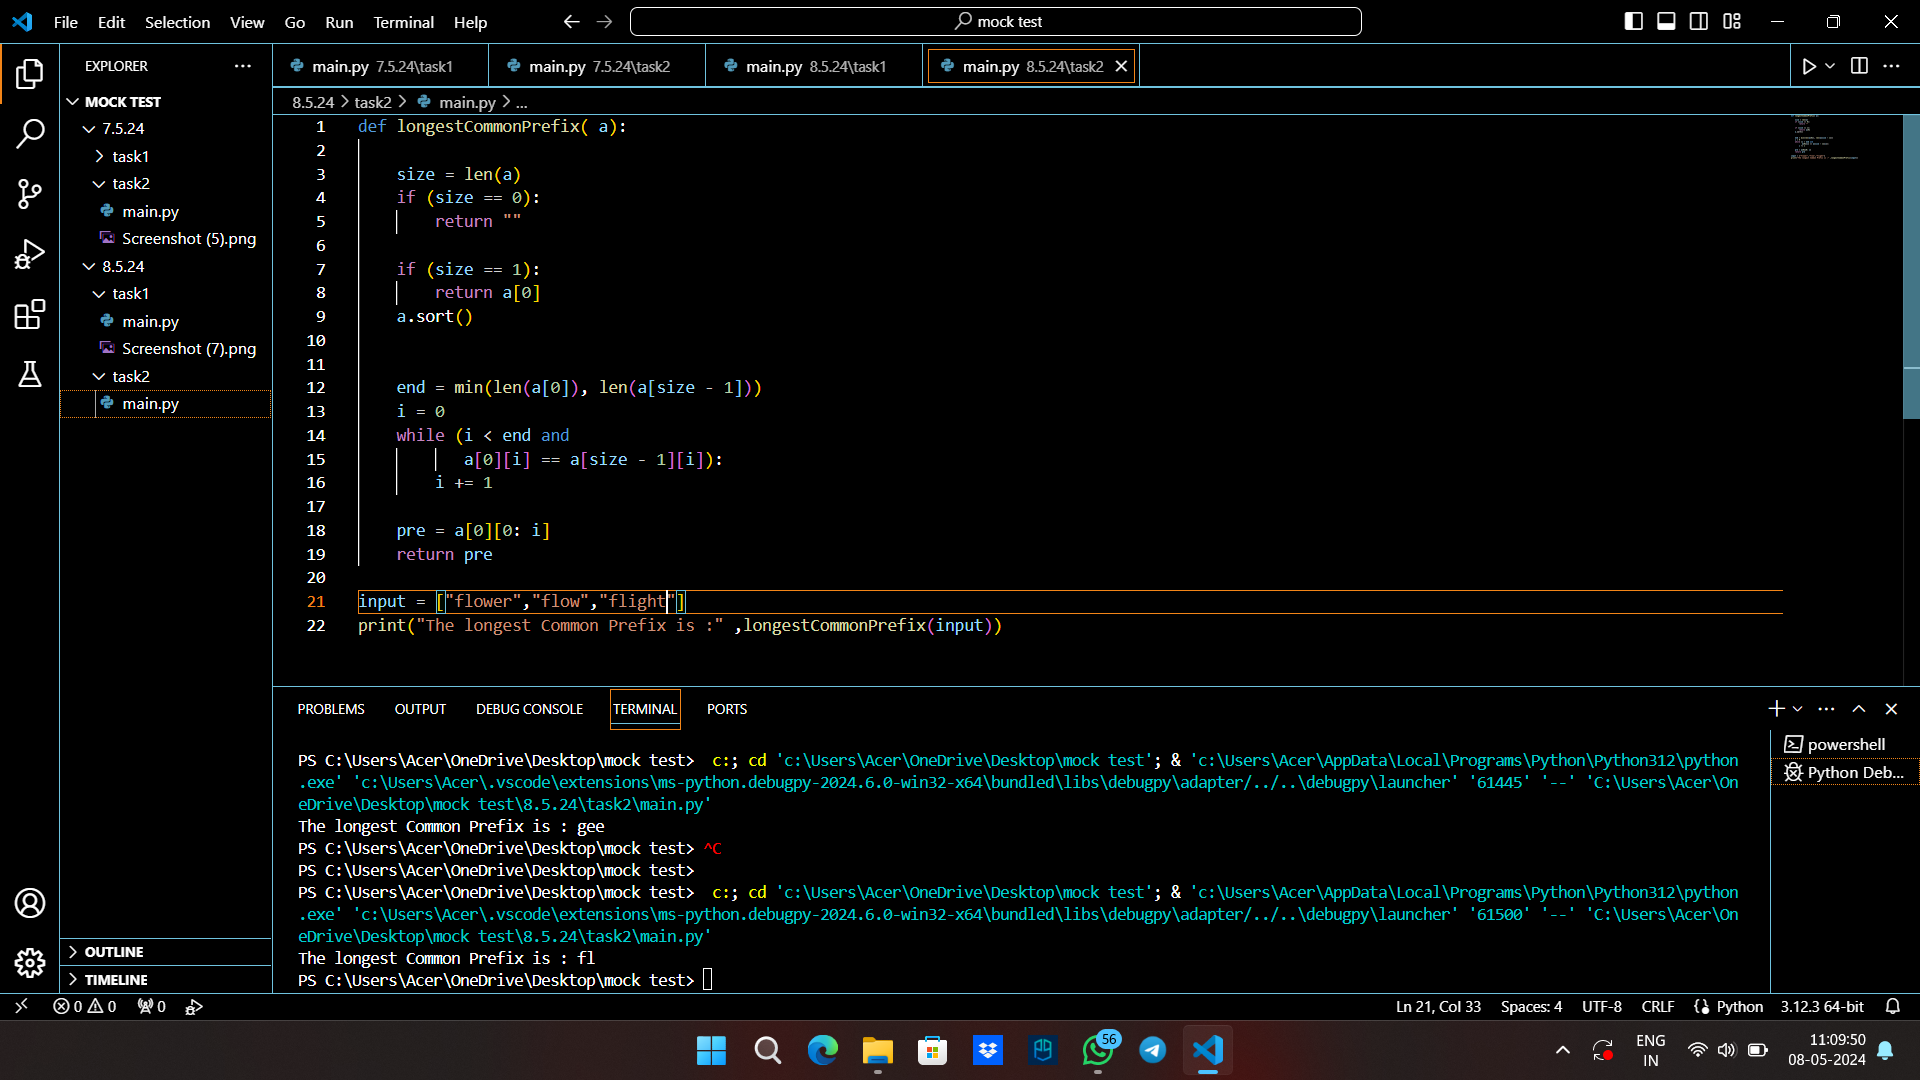 File Edit Selection View Go Run Terminal Help
mock test
EXPLORER
MOCK TEST
7.5.24
task1
task2
main.py
Screenshot (5).png
8.5.24
task1
main.py
Screenshot (7).png
task2
main.py
OUTLINE
TIMELINE
main.py 7.5.24\task1
main.py 7.5.24\task2
main.py 8.5.24\task1
main.py 8.5.24\task2
8.5.24 > task2 > main.py > ...
1 def longestCommonPrefix( a):
2
3 size = len(a)
4 if (size == 0):
5 return ""
6
7 if (size == 1):
8 return a[0]
9 a.sort()
10
11
12 end = min(len(a[0]), len(a[size - 1]))
13 i = 0
14 while (i < end and
15 a[0][i] == a[size - 1][i]):
16 i += 1
17
18 pre = a[0][0: i]
19 return pre
20
21 input = ["flower","flow","flight"]
22 print("The longest Common Prefix is :" ,longestCommonPrefix(input))
PROBLEMS OUTPUT DEBUG CONSOLE TERMINAL PORTS
PS C:\Users\Acer\OneDrive\Desktop\mock test>  c:; cd 'c:\Users\Acer\OneDrive\Desktop\mock test'; & 'c:\Users\Acer\AppData\Local\Programs\Python\Python312\python
.exe' 'c:\Users\Acer\.vscode\extensions\ms-python.debugpy-2024.6.0-win32-x64\bundled\libs\debugpy\adapter/../..\debugpy\launcher' '61445' '--' 'C:\Users\Acer\On
eDrive\Desktop\mock test\8.5.24\task2\main.py'
The longest Common Prefix is : gee
PS C:\Users\Acer\OneDrive\Desktop\mock test> ^C
PS C:\Users\Acer\OneDrive\Desktop\mock test>
PS C:\Users\Acer\OneDrive\Desktop\mock test>  c:; cd 'c:\Users\Acer\OneDrive\Desktop\mock test'; & 'c:\Users\Acer\AppData\Local\Programs\Python\Python312\python
.exe' 'c:\Users\Acer\.vscode\extensions\ms-python.debugpy-2024.6.0-win32-x64\bundled\libs\debugpy\adapter/../..\debugpy\launcher' '61500' '--' 'C:\Users\Acer\On
eDrive\Desktop\mock test\8.5.24\task2\main.py'
The longest Common Prefix is : fl
PS C:\Users\Acer\OneDrive\Desktop\mock test>
powershell
Python Deb...
0 0 0
Ln 21, Col 33 Spaces: 4 UTF-8 CRLF Python 3.12.3 64-bit
56
ENG
IN
11:09:50
08-05-2024